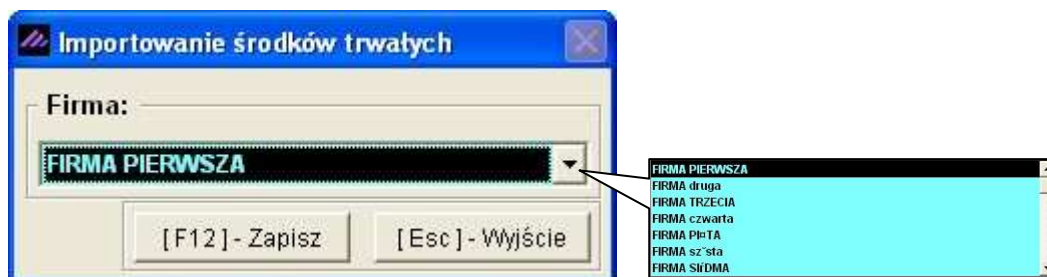 Importowanie środków trwałych
Firma:
FIRMA PIERWSZA
[F12] - Zapisz
[Esc] - Wyjście
FIRMA PIERWSZA
FIRMA druga
FIRMA TRZECIA
FIRMA czwarta
FIRMA PI¤TA
FIRMA sz˘sta
FIRMA SIÍDMA